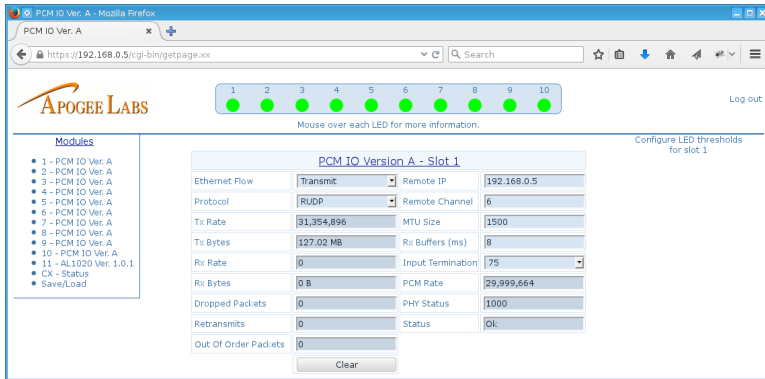 PCM IO Ver. A - Mozilla Firefox
PCM IO Ver. A
https://192.168.0.5/cgi-bin/getpage.xx
Search
APOGEE LABS
1 2 3 4 5 6 7 8 9 10
Mouse over each LED for more information.
Log out
Modules
1 - PCM IO Ver. A
2 - PCM IO Ver. A
3 - PCM IO Ver. A
4 - PCM IO Ver. A
5 - PCM IO Ver. A
6 - PCM IO Ver. A
7 - PCM IO Ver. A
8 - PCM IO Ver. A
9 - PCM IO Ver. A
10 - PCM IO Ver. A
11 - AL1020 Ver. 1.0.1
CX - Status
Save/Load
PCM IO Version A - Slot 1
Ethernet Flow Transmit Remote IP 192.168.0.5
Protocol RUDP Remote Channel 6
Tx Rate 31,354,896 MTU Size 1500
Tx Bytes 127.02 MB Rx Buffers (ms) 8
Rx Rate 0 Input Termination 75
Rx Bytes 0 B PCM Rate 29,999,664
Dropped Packets 0 PHY Status 1000
Retransmits 0 Status Ok
Out Of Order Packets 0
Clear
Configure LED thresholds
for slot 1